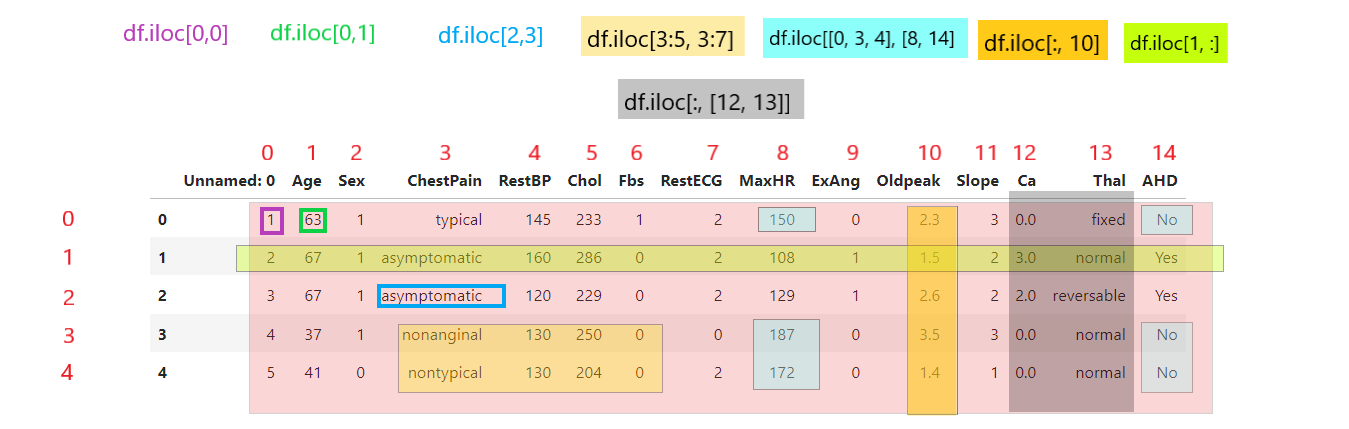 df.iloc[0,0] df.iloc[0,1] df.iloc[2,3] df.iloc[3:5, 3:7] df.iloc[[0, 3, 4], [8, 14] df.iloc[:, 10] df.iloc[1, :]
df.iloc[:, [12, 13]]
0 1 2 3 4 5 6 7 8 9 10 11 12 13 14
Unnamed: 0 Age Sex ChestPain RestBP Chol Fbs RestECG MaxHR ExAng Oldpeak Slope Ca Thal AHD
0 0 1 63 1 typical 145 233 1 2 150 0 2.3 3 0.0 fixed No
1 1 2 67 1 asymptomatic 160 286 0 2 108 1 1.5 2 3.0 normal Yes
2 2 3 67 1 asymptomatic 120 229 0 2 129 1 2.6 2 2.0 reversable Yes
3 3 4 37 1 nonanginal 130 250 0 0 187 0 3.5 3 0.0 normal No
4 4 5 41 0 nontypical 130 204 0 2 172 0 1.4 1 0.0 normal No